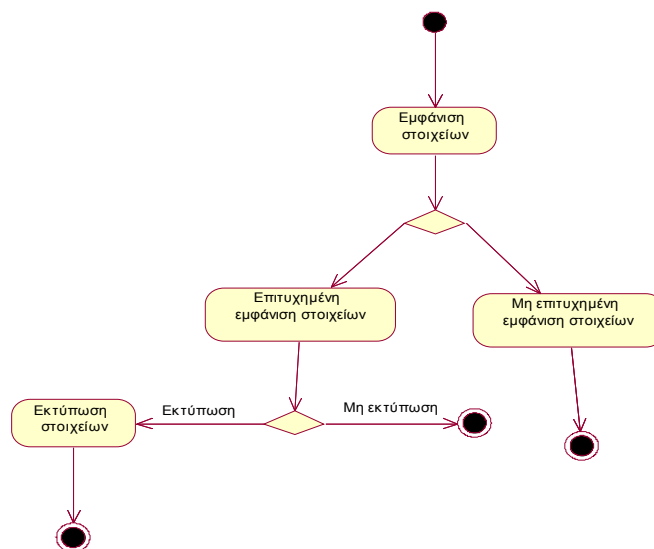 Εμφάνιση
στοιχείων
Επιτυχημένη
εμφάνιση στοιχείων
Μη επιτυχημένη
εμφάνιση στοιχείων
Εκτύπωση
στοιχείων
Εκτύπωση
Μη εκτύπωση